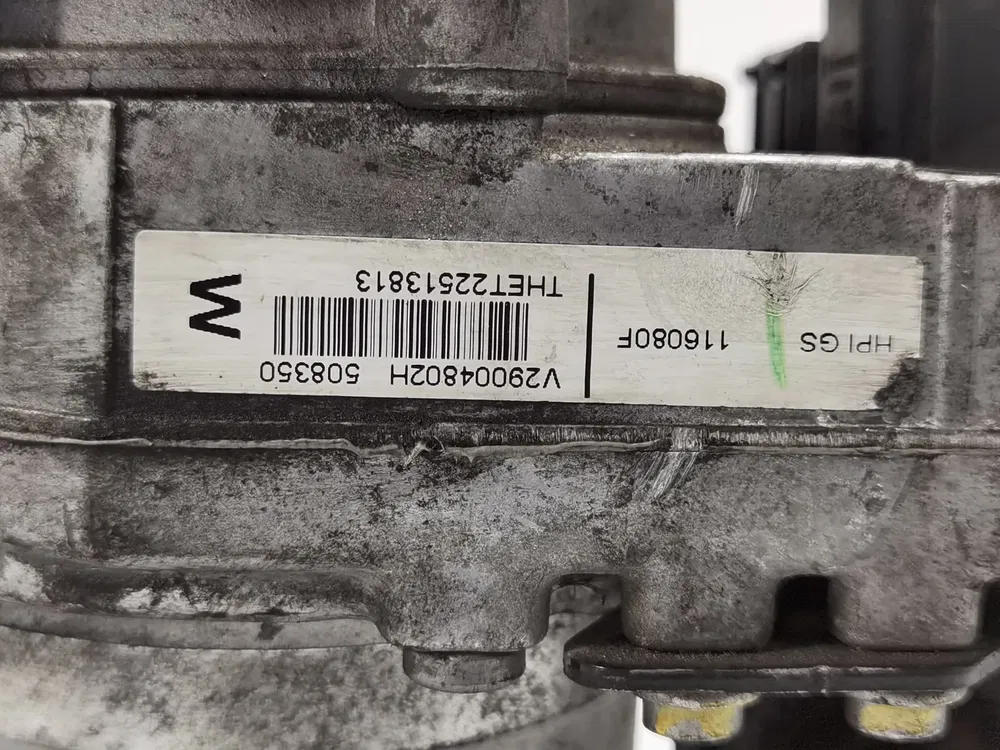 HPI GS 116080F
V29004802H 508350
THET22513813
M